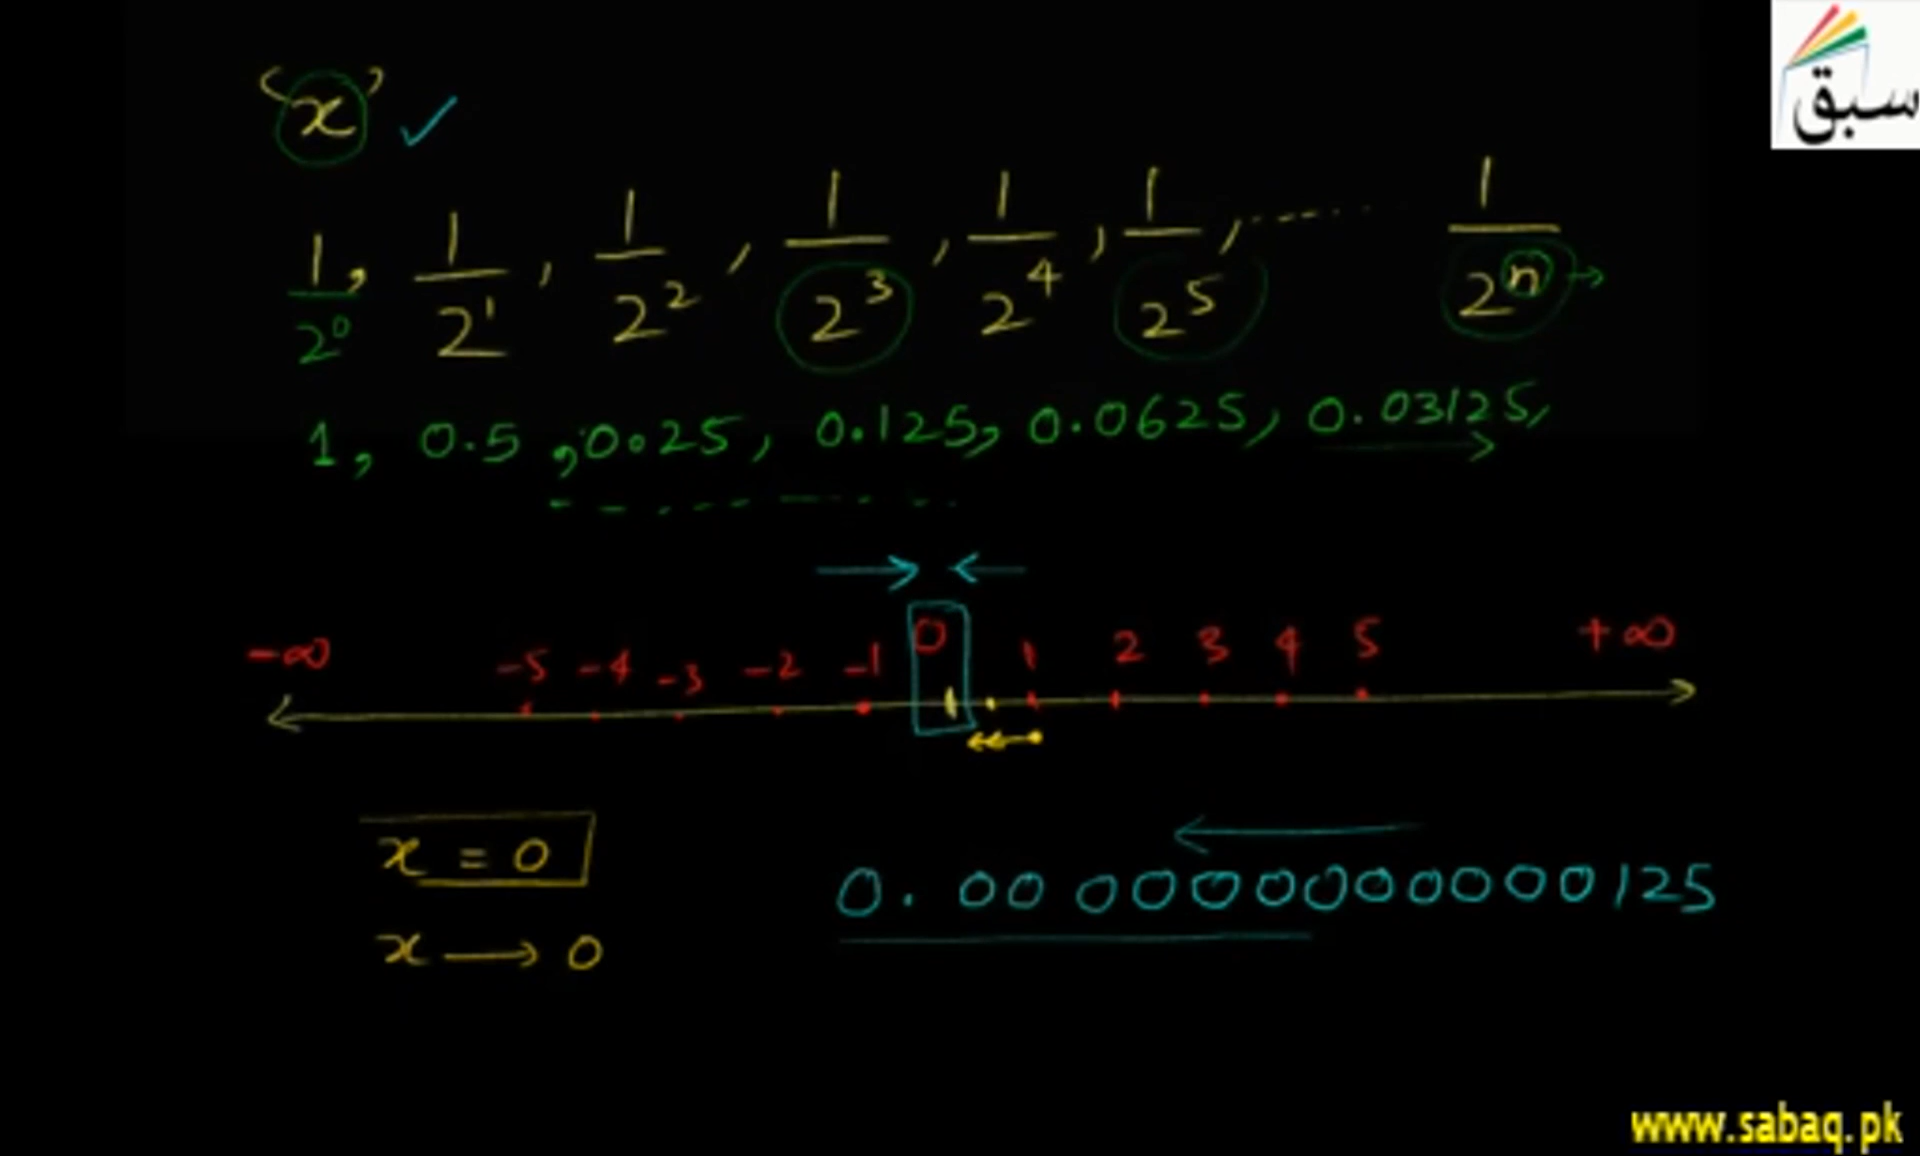 سبق
‘x’ ✓
1/2⁰, 1/2¹, 1/2², 1/2³, 1/2⁴, 1/2⁵, ...... 1/2ⁿ →
1, 0.5, 0.25, 0.125, 0.0625, 0.03125,
→ ←
-∞ -5 -4 -3 -2 -1 0 1 2 3 4 5 +∞
x = 0
0.000000000000125
x → 0
www.sabaq.pk